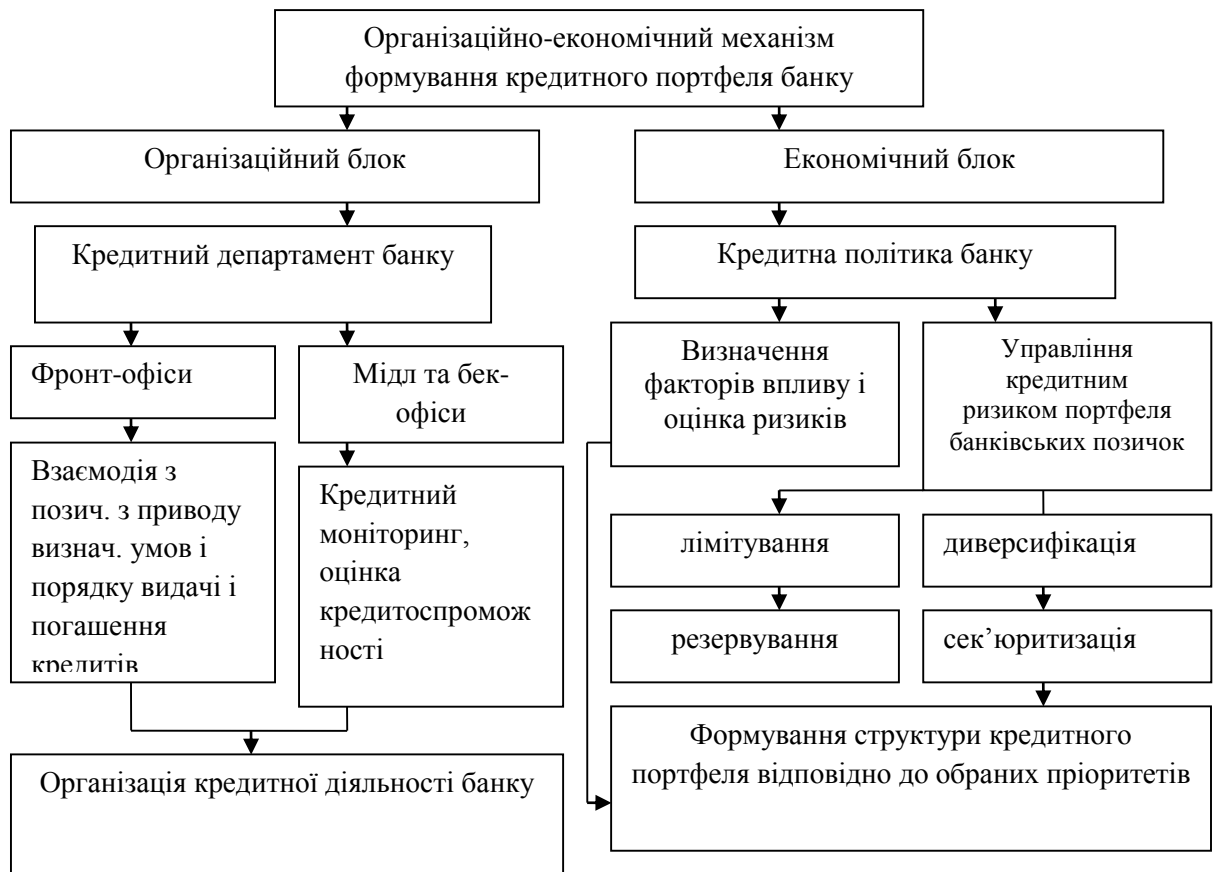 Організаційно-економічний механізм
формування кредитного портфеля банку
Організаційний блок
Економічний блок
Кредитний департамент банку
Кредитна політика банку
Фронт-офіси
Мідл та бек-
офіси
Визначення
факторів впливу і
оцінка ризиків
Управління
кредитним
ризиком портфеля
банківських позичок
Взаємодія з
позич. з приводу
визнач. умов і
порядку видачі і
погашення
кредитів
Кредитний
моніторинг,
оцінка
кредитоспромож
ності
лімітування
диверсифікація
резервування
сек’юритизація
Організація кредитної діяльності банку
Формування структури кредитного
портфеля відповідно до обраних пріоритетів